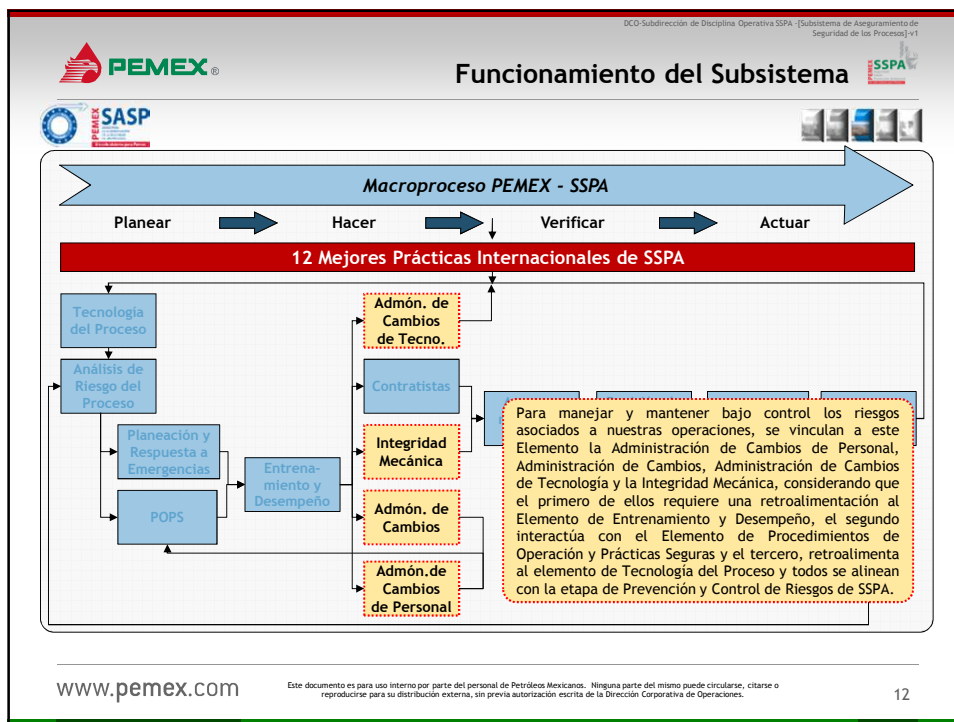 DCO-Subdirección de Disciplina Operativa SSPA -[Subsistema de Aseguramiento de
Seguridad de los Procesos]-v1
PEMEX ®
Funcionamiento del Subsistema
PEMEX
SSPA
PEMEX
SASP
Macroproceso PEMEX - SSPA
Planear
Hacer
Verificar
Actuar
12 Mejores Prácticas Internacionales de SSPA
Tecnología
del Proceso
Análisis de
Riesgo del
Proceso
Planeación y
Respuesta a
Emergencias
POPS
Entrena-
miento y
Desempeño
Admón. de
Cambios
de Tecno.
Contratistas
Integridad
Mecánica
Admón. de
Cambios
Admón.de
Cambios
de Personal
Para manejar y mantener bajo control los riesgos
asociados a nuestras operaciones, se vinculan a este
Elemento la Administración de Cambios de Personal,
Administración de Cambios, Administración de Cambios
de Tecnología y la Integridad Mecánica, considerando que
el primero de ellos requiere una retroalimentación al
Elemento de Entrenamiento y Desempeño, el segundo
interactúa con el Elemento de Procedimientos de
Operación y Prácticas Seguras y el tercero, retroalimenta
al elemento de Tecnología del Proceso y todos se alinean
con la etapa de Prevención y Control de Riesgos de SSPA.
www.pemex.com
Este documento es para uso interno por parte del personal de Petróleos Mexicanos. Ninguna parte del mismo puede circularse, citarse o
reproducirse para su distribución externa, sin previa autorización escrita de la Dirección Corporativa de Operaciones.
12